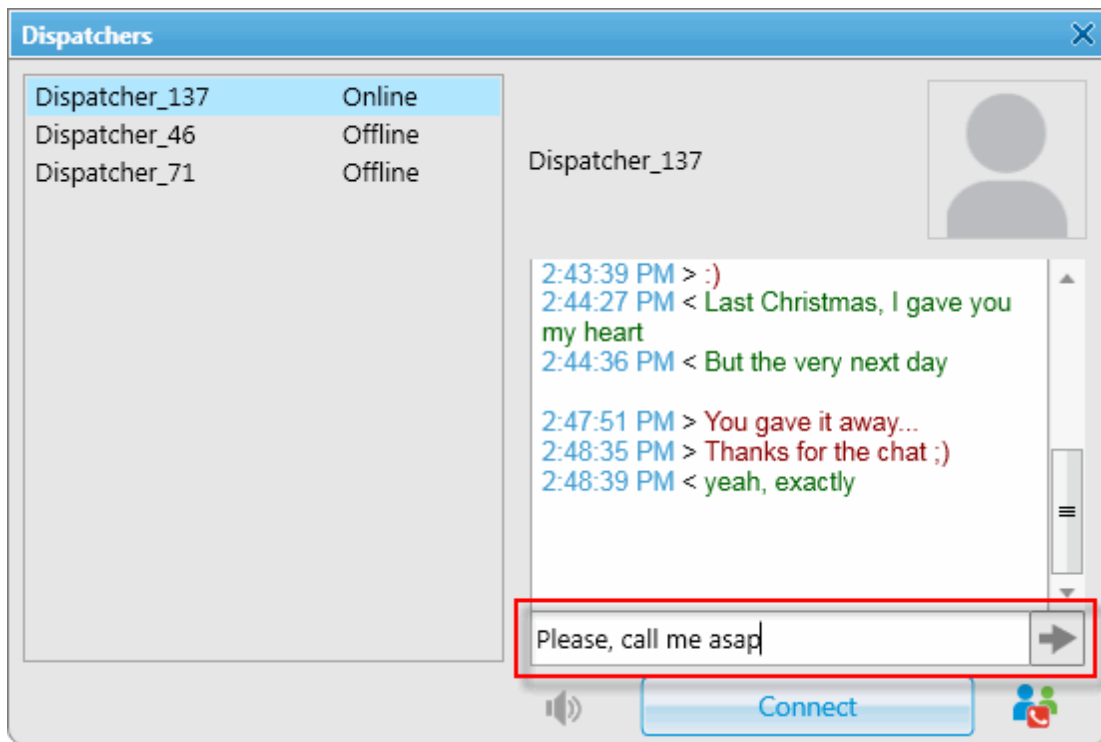 Dispatchers
Dispatcher_137 Online
Dispatcher_46 Offline
Dispatcher_71 Offline
Dispatcher_137
2:43:39 PM > :)
2:44:27 PM < Last Christmas, I gave you
my heart
2:44:36 PM < But the very next day
2:47:51 PM > You gave it away...
2:48:35 PM > Thanks for the chat ;)
2:48:39 PM < yeah, exactly
Please, call me asap
Connect